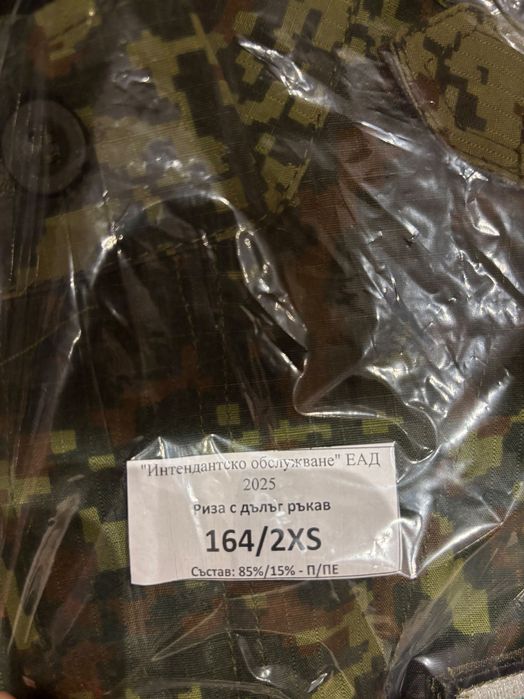 "Интендантско обслужване" ЕАД
2025
Риза с дълъг ръкав
164/2XS
Състав: 85%/15% - П/ПЕ